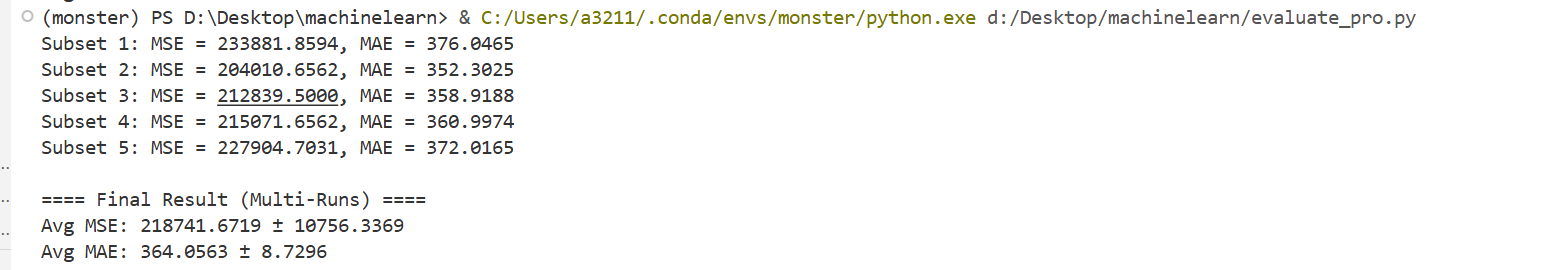 (monster) PS D:\Desktop\machinelearn> & C:/Users/a3211/.conda/envs/monster/python.exe d:/Desktop/machinelearn/evaluate_pro.py
Subset 1: MSE = 233881.8594, MAE = 376.0465
Subset 2: MSE = 204010.6562, MAE = 352.3025
Subset 3: MSE = 212839.5000, MAE = 358.9188
Subset 4: MSE = 215071.6562, MAE = 360.9974
Subset 5: MSE = 227904.7031, MAE = 372.0165
==== Final Result (Multi-Runs) ====
Avg MSE: 218741.6719 ± 10756.3369
Avg MAE: 364.0563 ± 8.7296